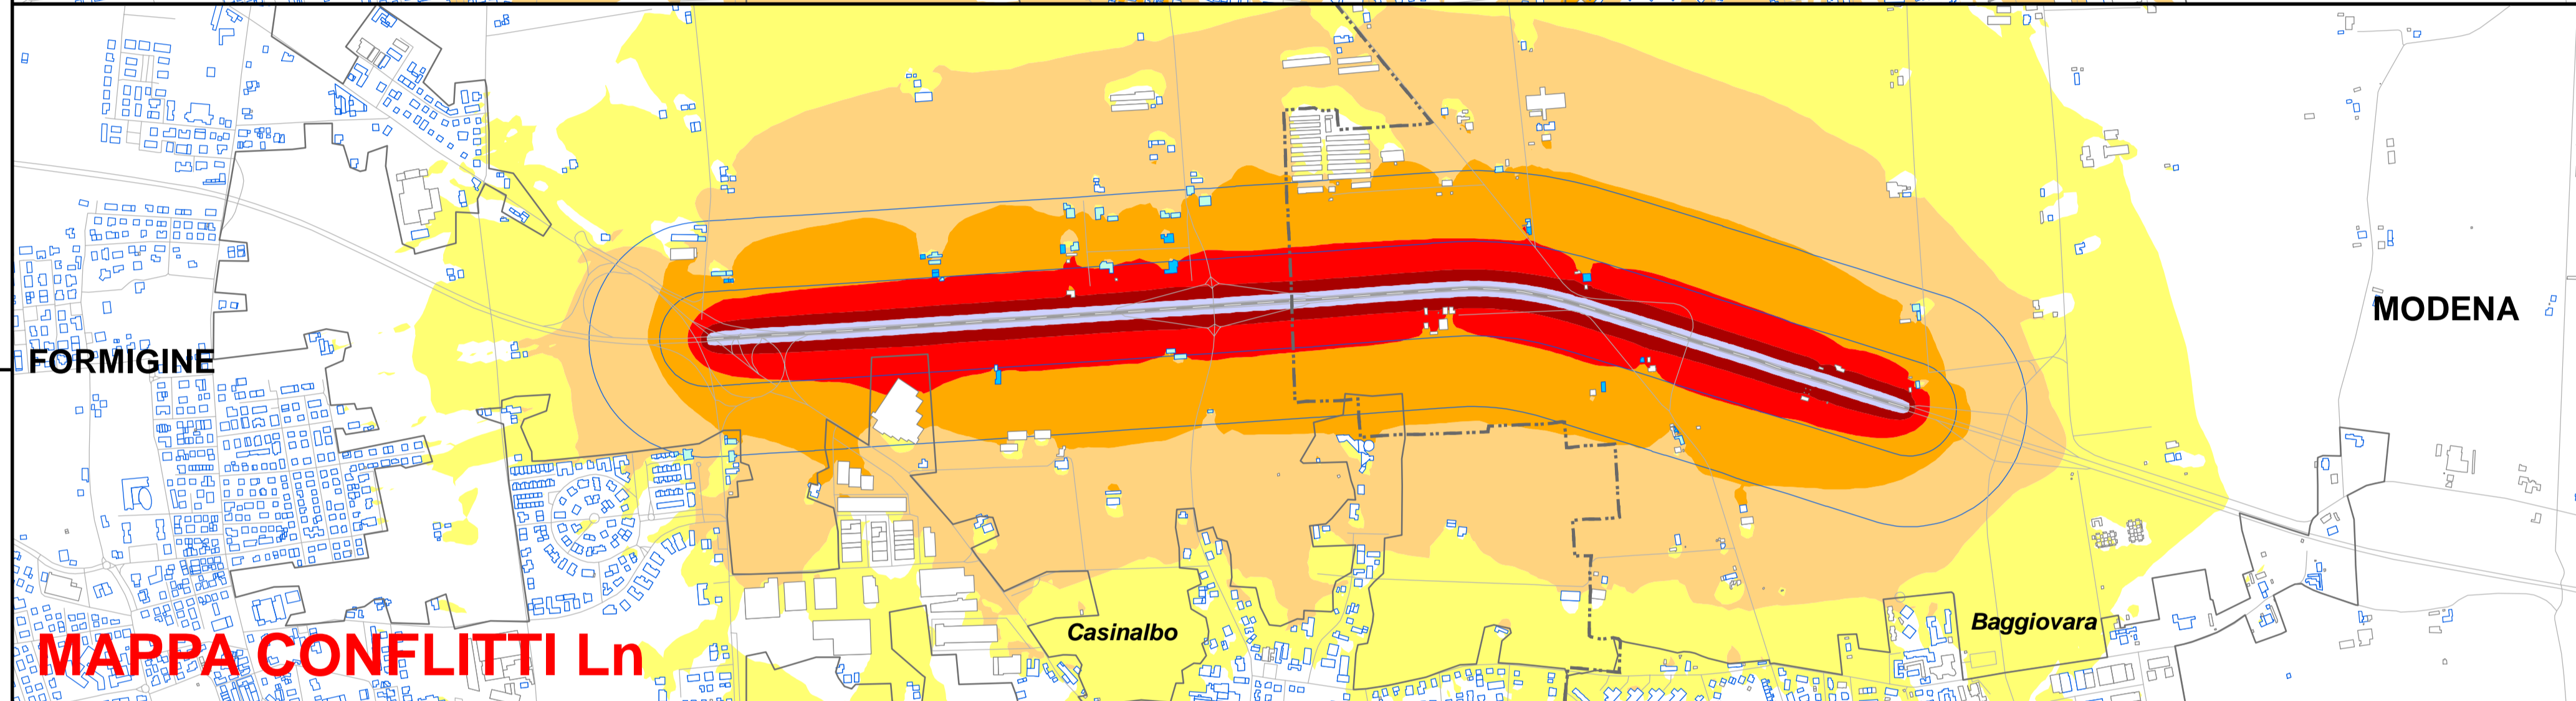 MODENA
FORMIGINE
Baggiovara
Casinalbo
MAPPA CONFLITTI Ln